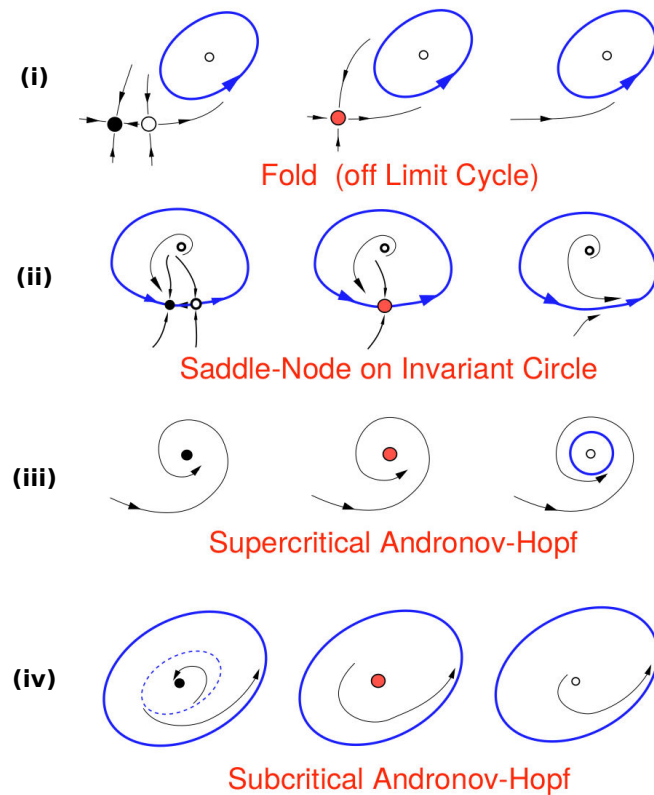 (i)
Fold (off Limit Cycle)
(ii)
Saddle-Node on Invariant Circle
(iii)
Supercritical Andronov-Hopf
(iv)
Subcritical Andronov-Hopf